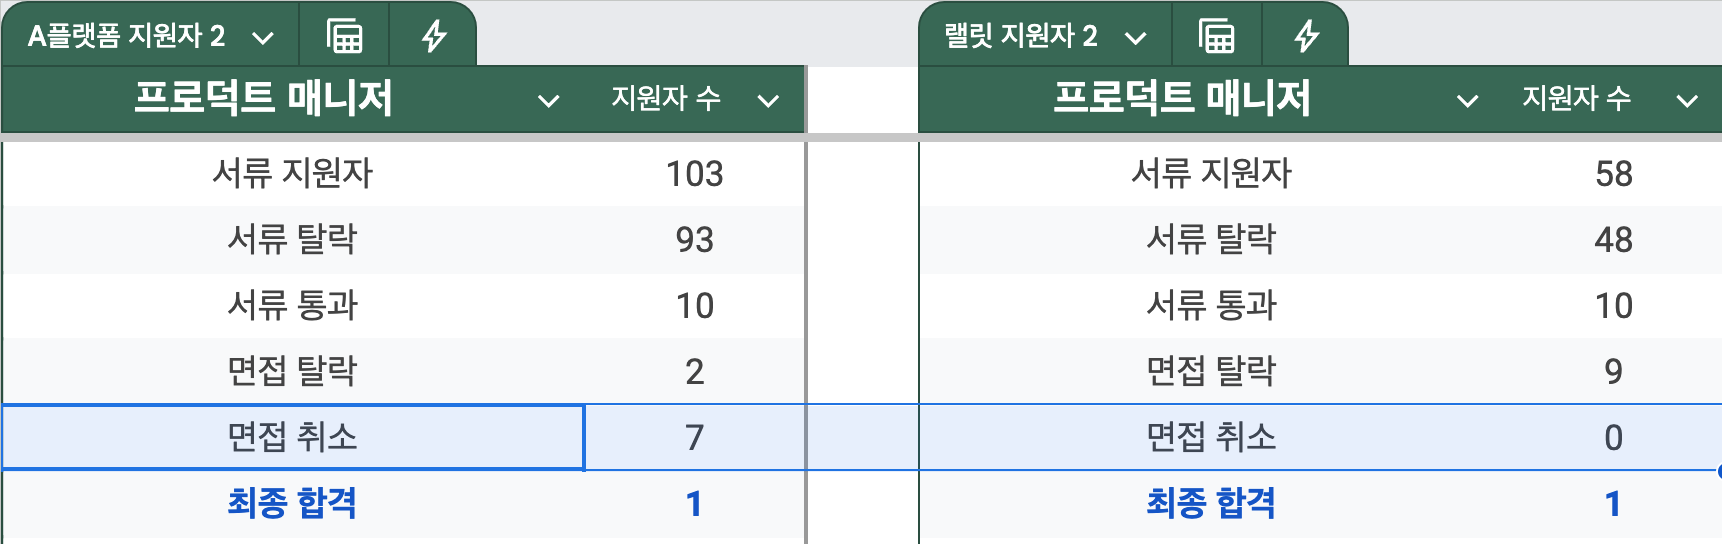 A플랫폼 지원자 2
프로덕트 매니저 지원자 수
서류 지원자 103
서류 탈락 93
서류 통과 10
면접 탈락 2
면접 취소 7
최종 합격 1
랠릿 지원자 2
프로덕트 매니저 지원자 수
서류 지원자 58
서류 탈락 48
서류 통과 10
면접 탈락 9
면접 취소 0
최종 합격 1